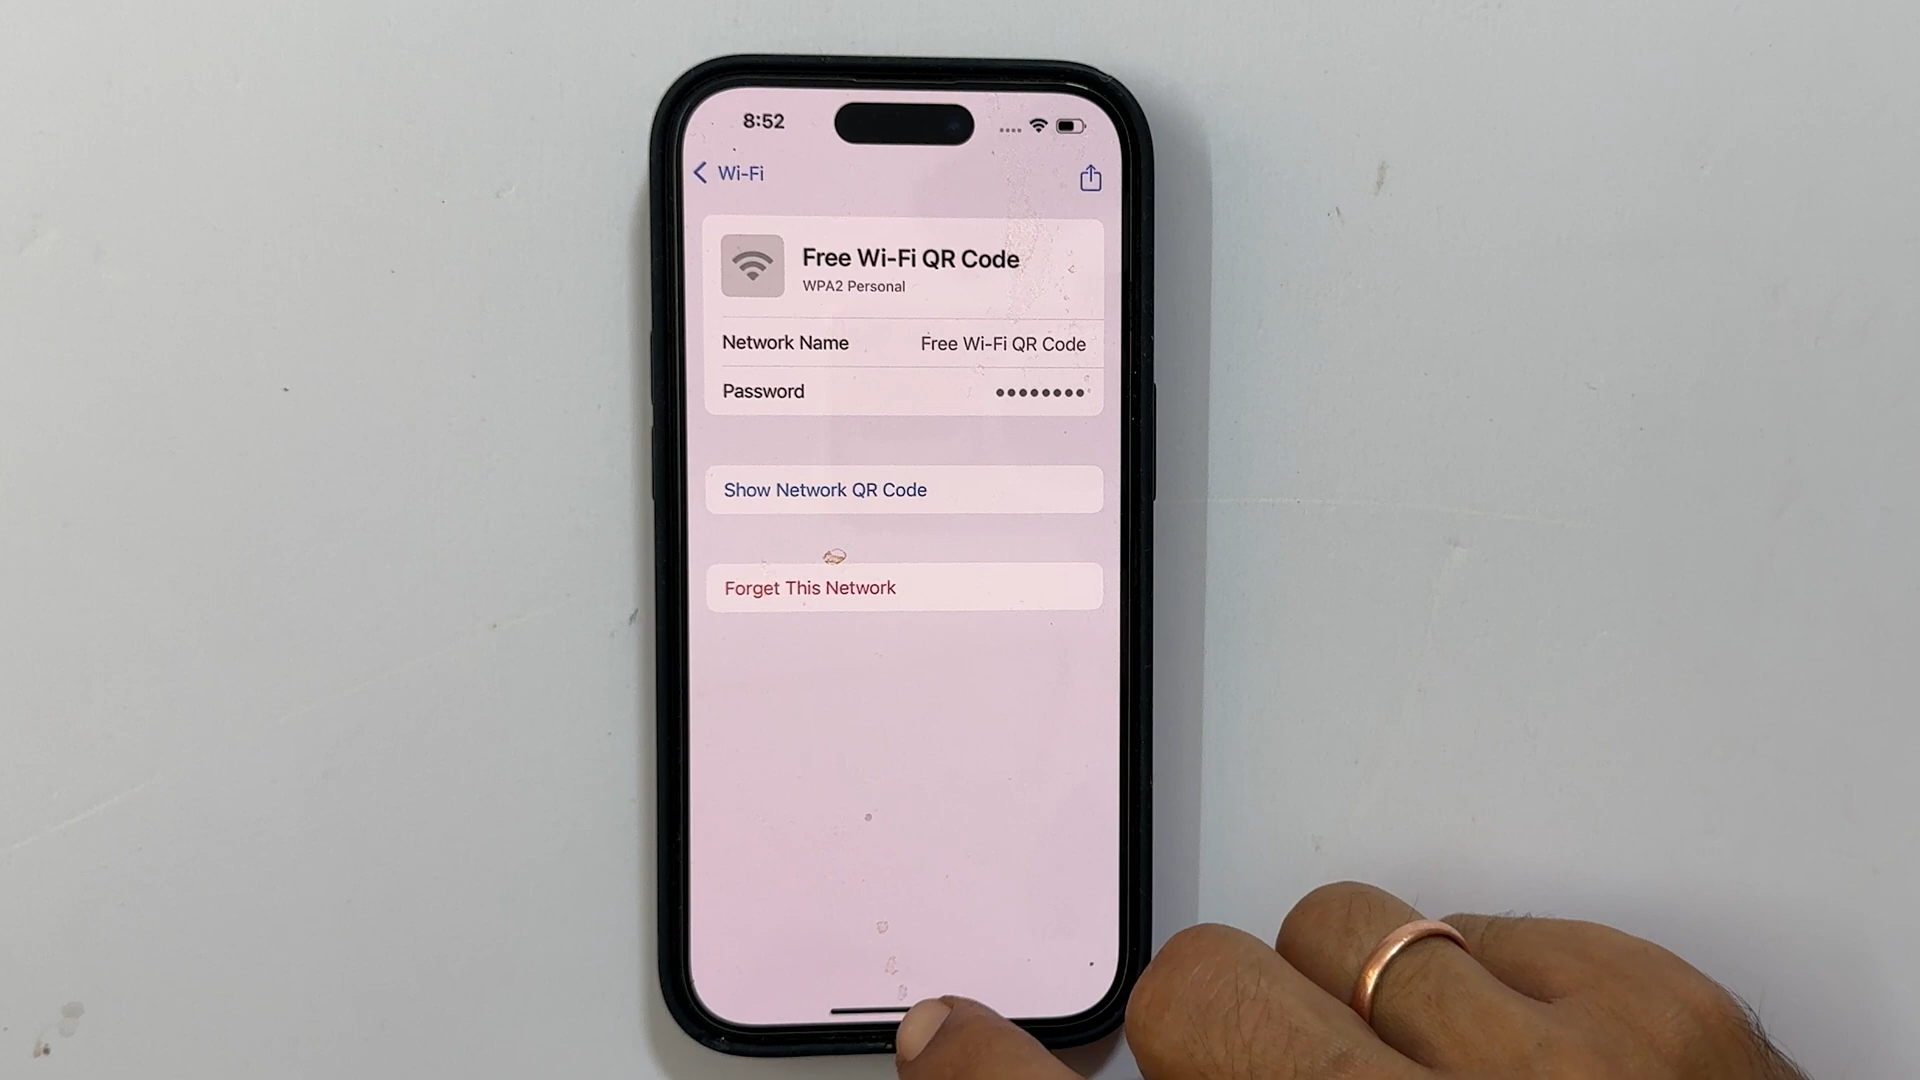 8:52
Wi-Fi
Free Wi-Fi QR Code
WPA2 Personal
Network Name Free Wi-Fi QR Code
Password ••••••••
Show Network QR Code
Forget This Network